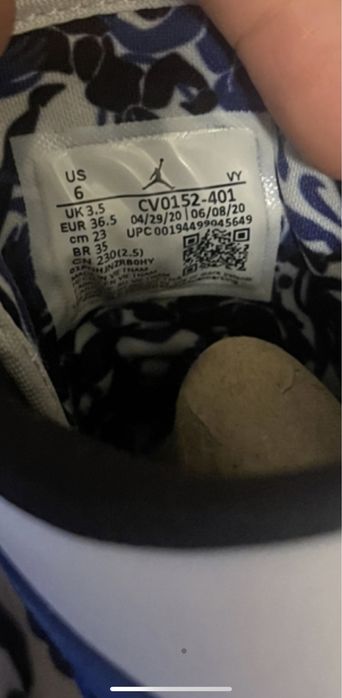 US
6
VY
UK 3.5
CV0152-401
EUR 36.5
04/29/20 | 06/08/20
cm 23
UPC 00194499045649
BR 35
CN 230(2.5)
VIETNAM